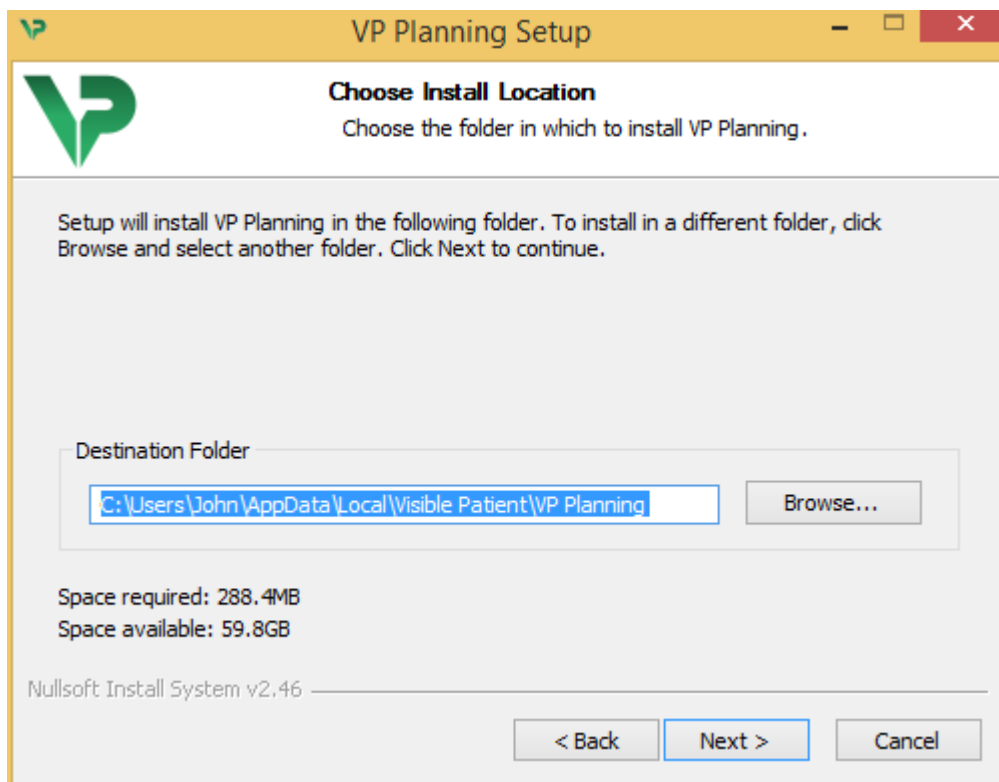 VP Planning Setup
VP
Choose Install Location
Choose the folder in which to install VP Planning.
Setup will install VP Planning in the following folder. To install in a different folder, click
Browse and select another folder. Click Next to continue.
Destination Folder
C:\Users\John\AppData\Local\Visible Patient\VP Planning
Browse...
Space required: 288.4MB
Space available: 59.8GB
Nullsoft Install System v2.46
< Back
Next >
Cancel